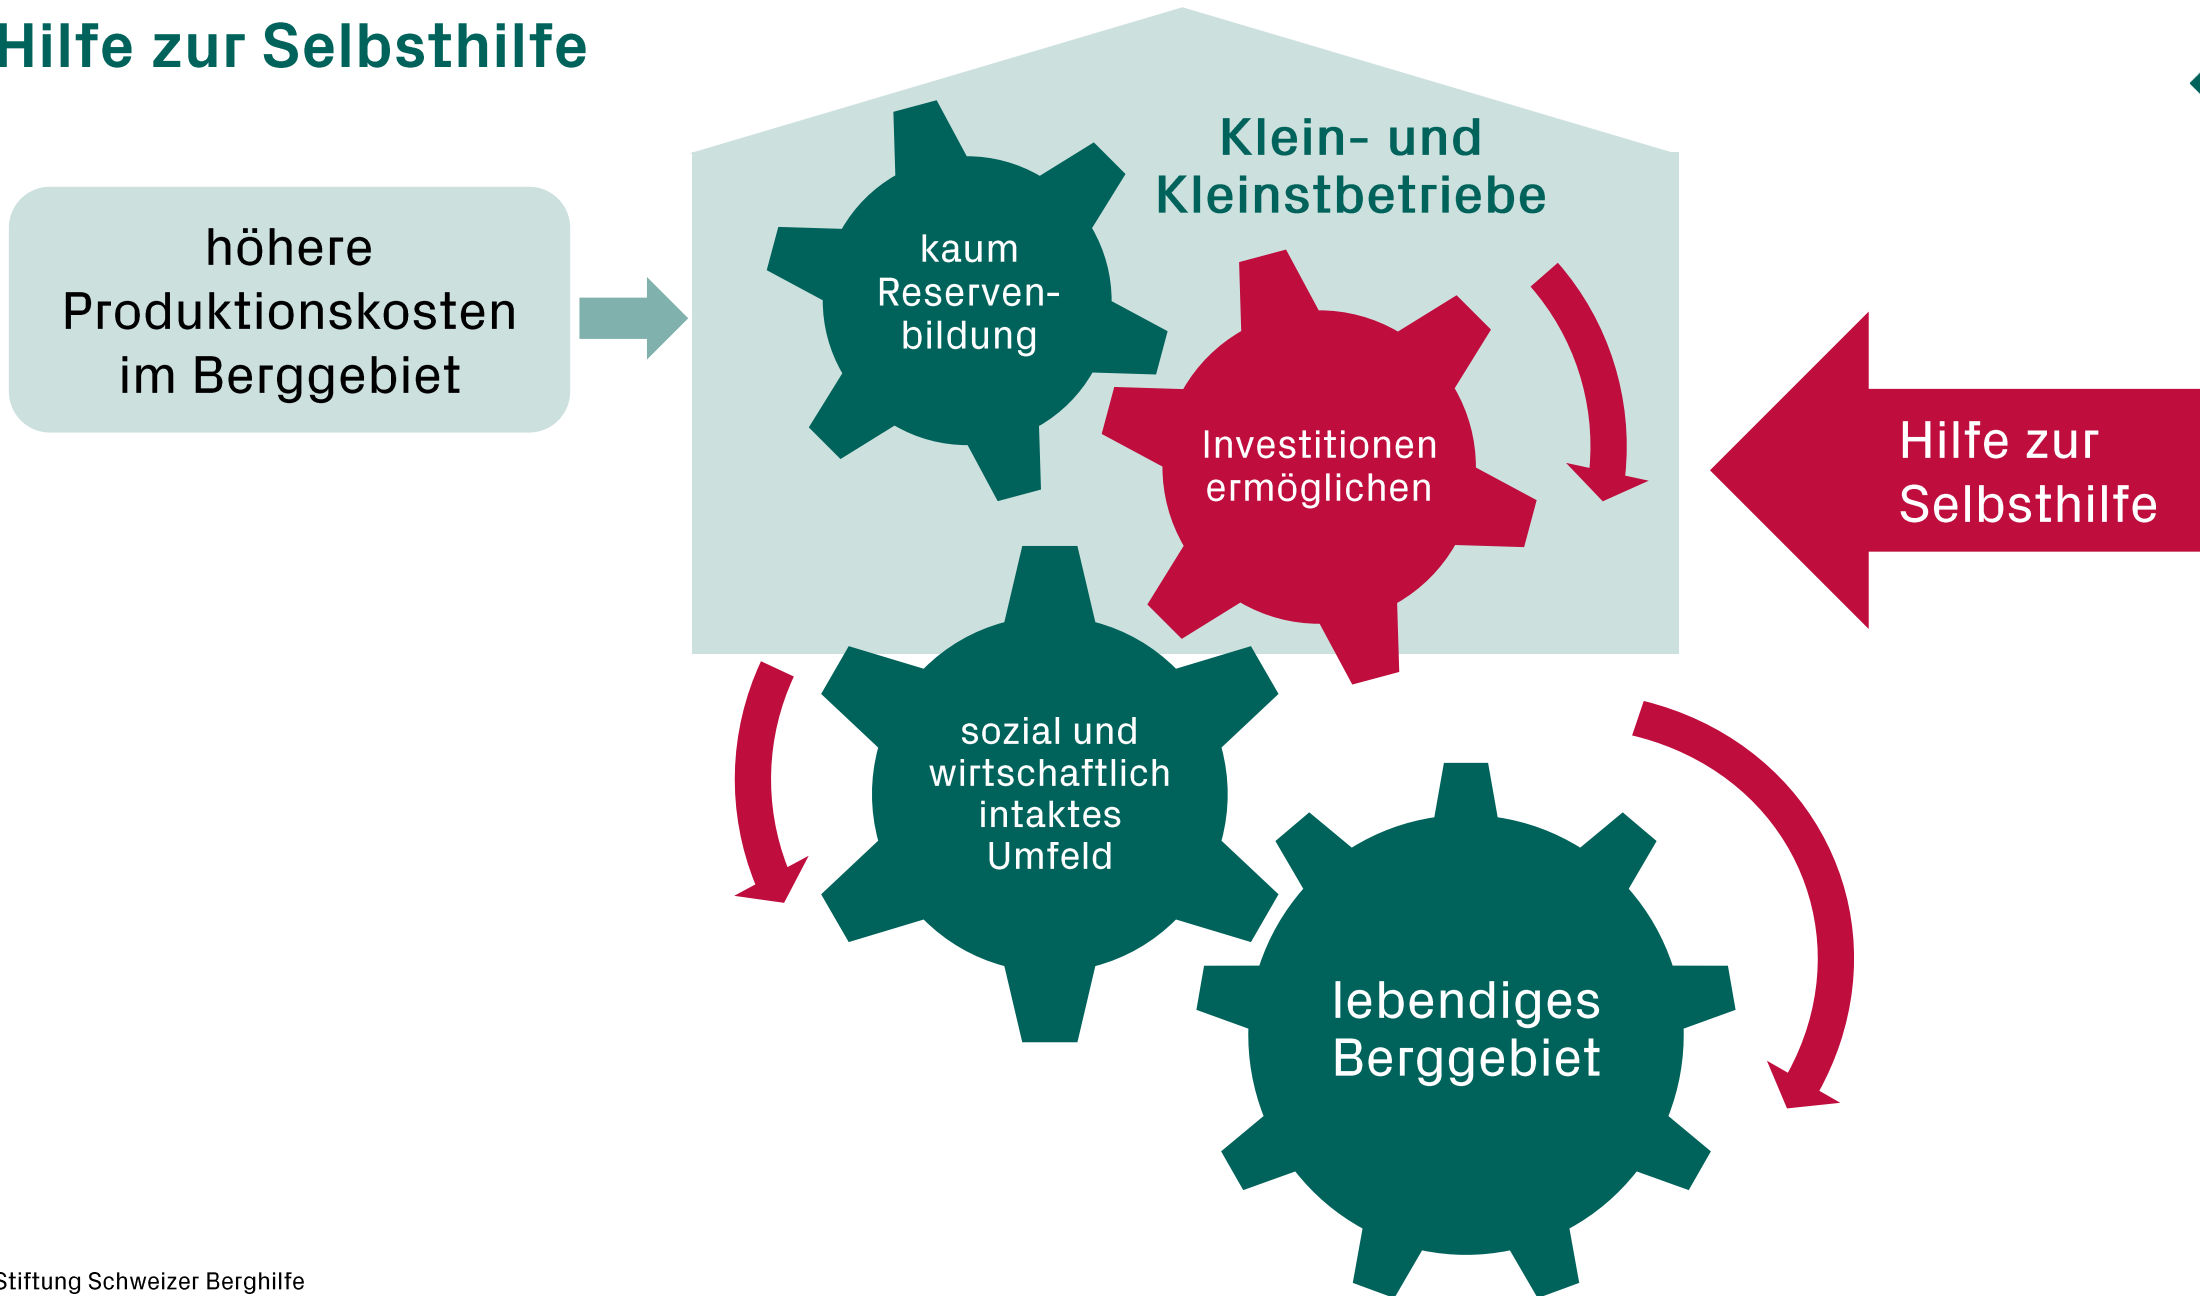 Hilfe zur Selbsthilfe
höhere
Produktionskosten
im Berggebiet
Klein- und
Kleinstbetriebe
kaum
Reserven-
bildung
Investitionen
ermöglichen
Hilfe zur
Selbsthilfe
sozial und
wirtschaftlich
intaktes
Umfeld
lebendiges
Berggebiet
Stiftung Schweizer Berghilfe